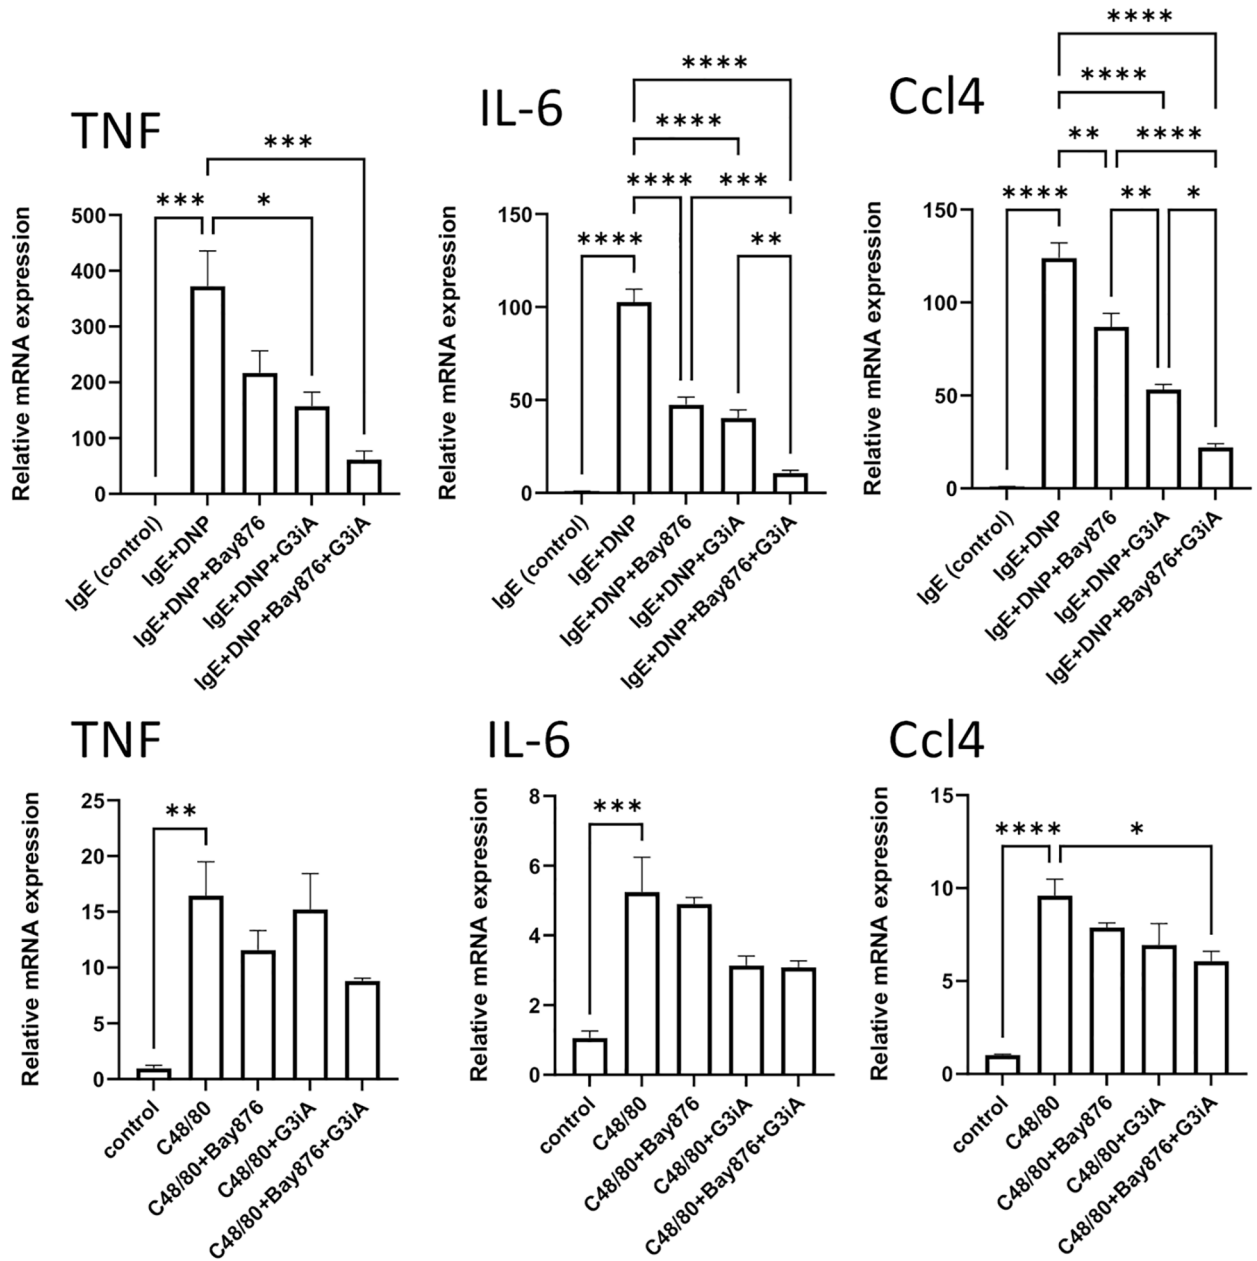 TNF
***
*** *
Relative mRNA expression
500
400
300
200
100
0
IgE (control)
IgE+DNP
IgE+DNP+Bay876
IgE+DNP+G3iA
IgE+DNP+Bay876+G3iA
IL-6
****
****
**** ***
**** **
Relative mRNA expression
150
100
50
0
IgE (control)
IgE+DNP
IgE+DNP+Bay876
IgE+DNP+G3iA
IgE+DNP+Bay876+G3iA
Ccl4
****
****
** ****
**** ** *
Relative mRNA expression
150
100
50
0
IgE (control)
IgE+DNP
IgE+DNP+Bay876
IgE+DNP+G3iA
IgE+DNP+Bay876+G3iA
TNF
**
Relative mRNA expression
25
20
15
10
5
0
control
C48/80
C48/80+Bay876
C48/80+G3iA
C48/80+Bay876+G3iA
IL-6
***
Relative mRNA expression
8
6
4
2
0
control
C48/80
C48/80+Bay876
C48/80+G3iA
C48/80+Bay876+G3iA
Ccl4
**** *
Relative mRNA expression
15
10
5
0
control
C48/80
C48/80+Bay876
C48/80+G3iA
C48/80+Bay876+G3iA